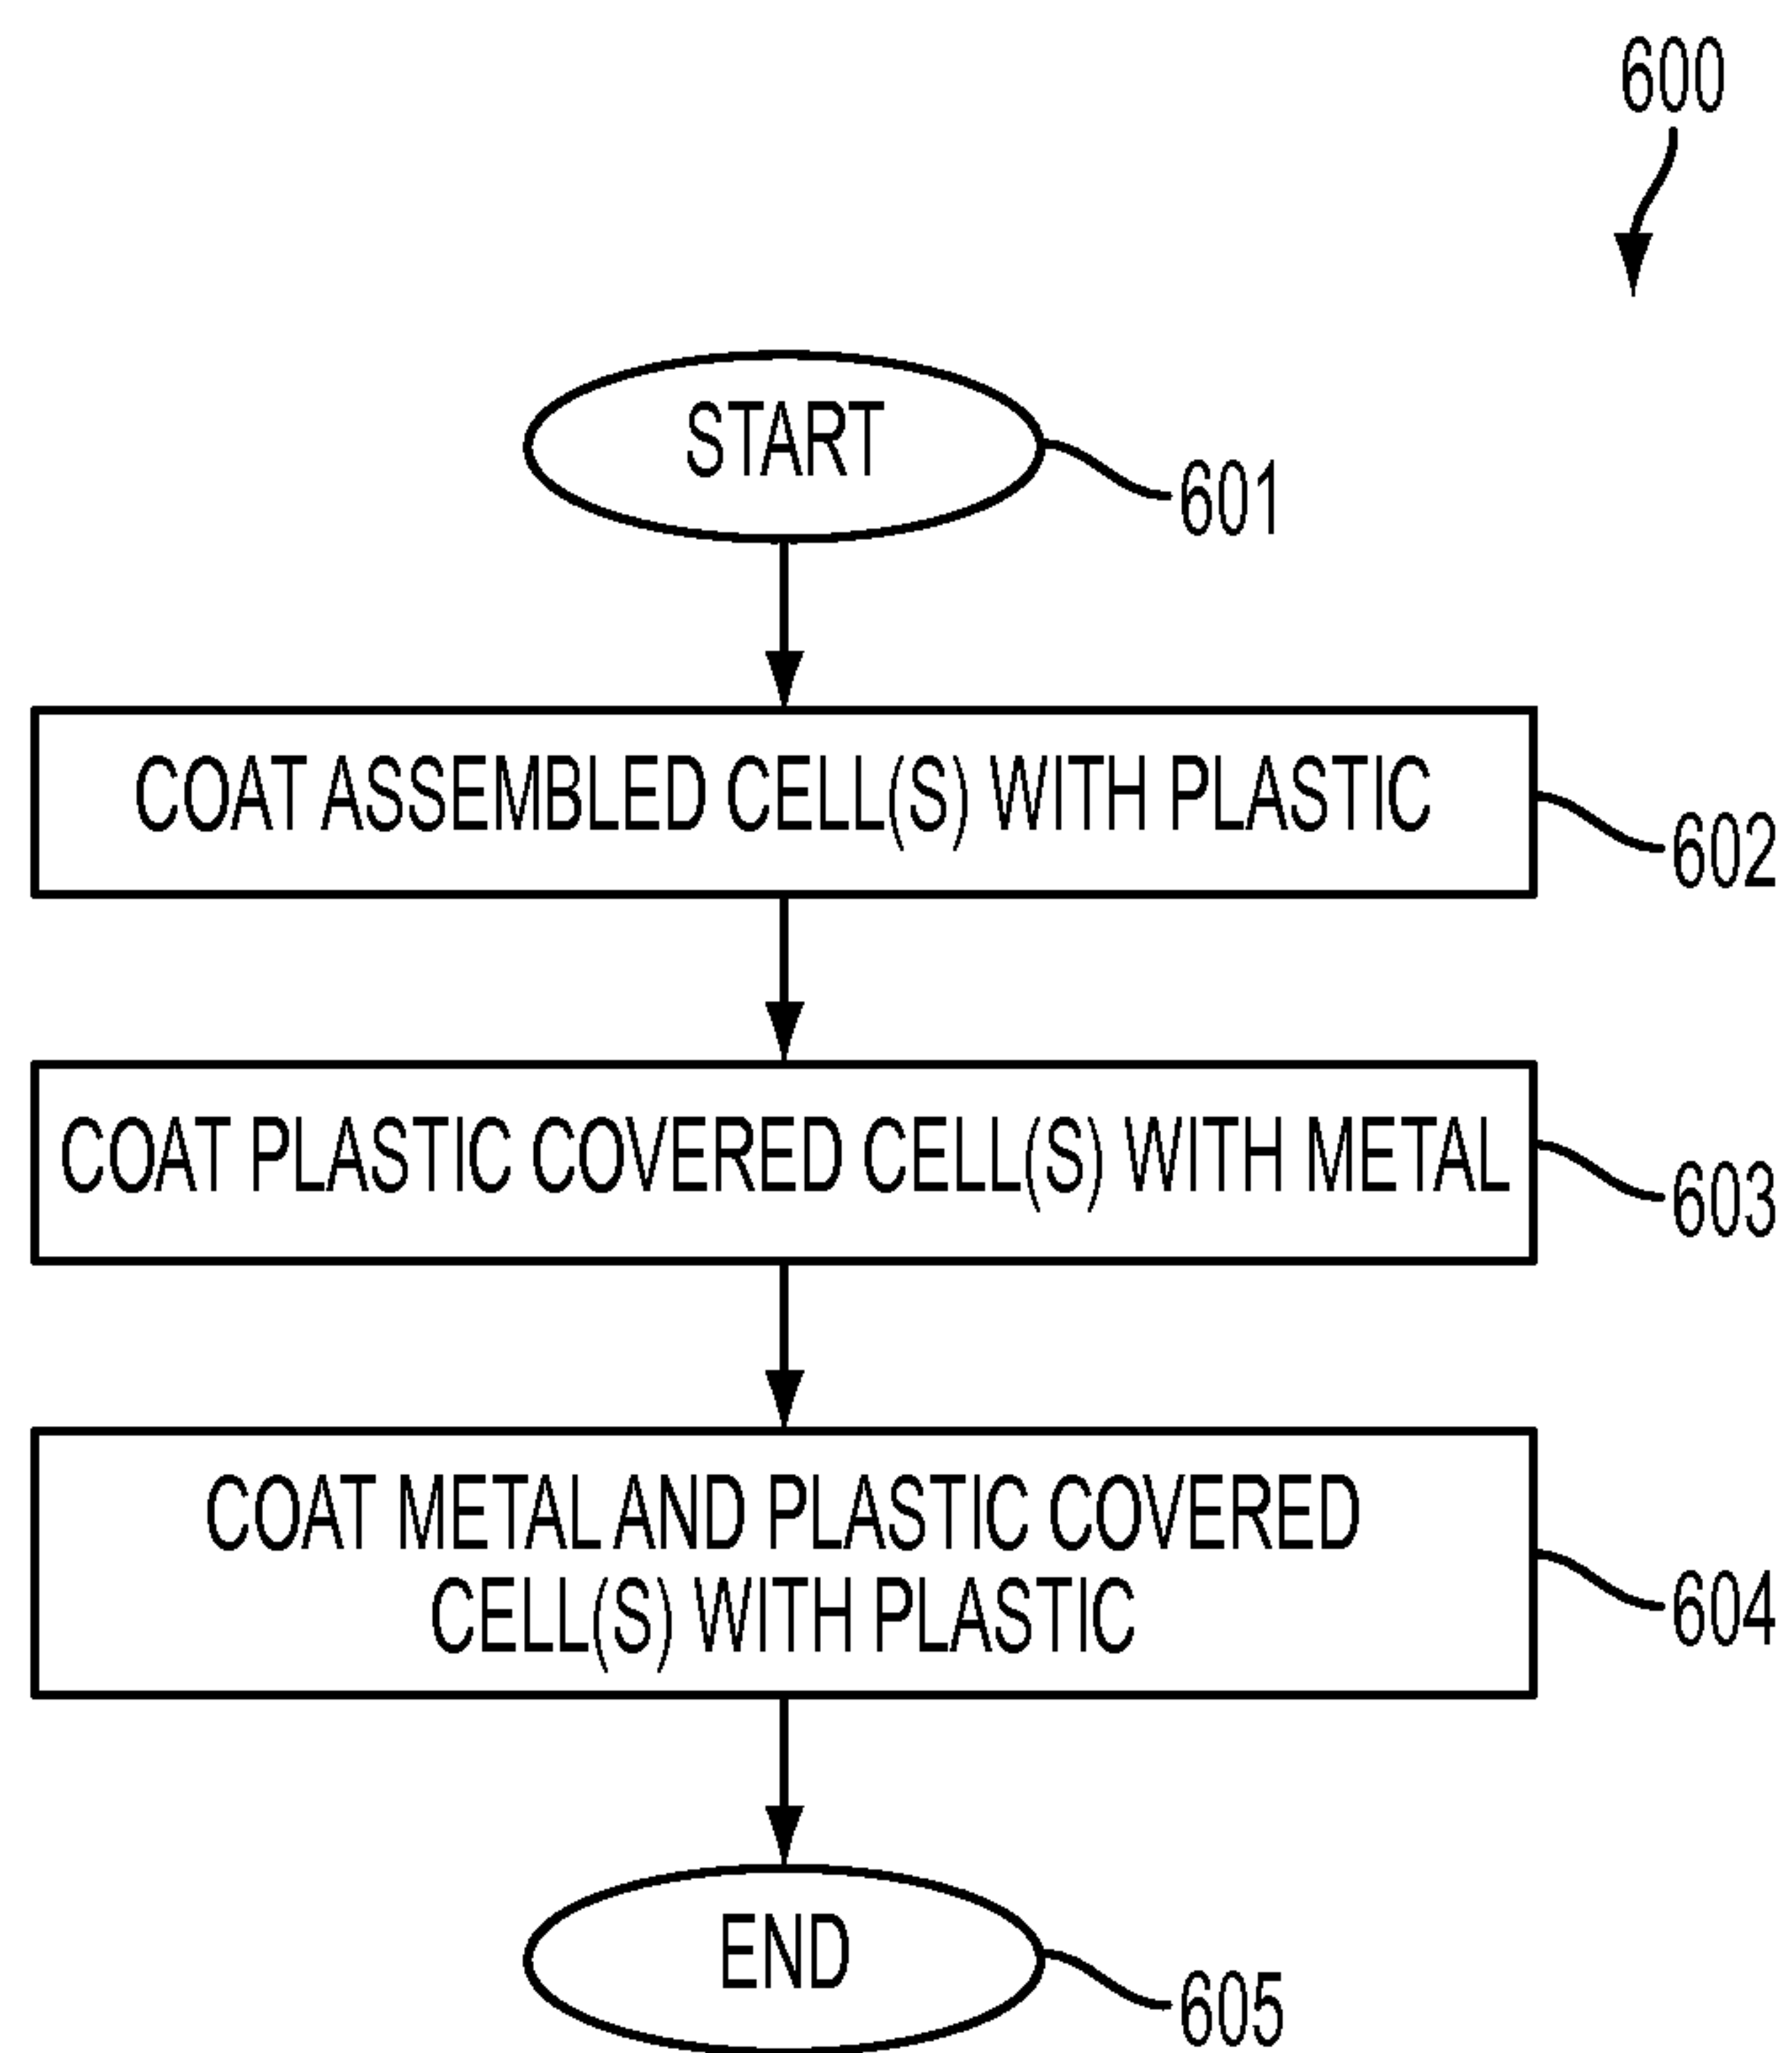 600
START
601
COAT ASSEMBLED CELL(S) WITH PLASTIC
602
COAT PLASTIC COVERED CELL(S) WITH METAL
603
COAT METAL AND PLASTIC COVERED
CELL(S) WITH PLASTIC
604
END
605